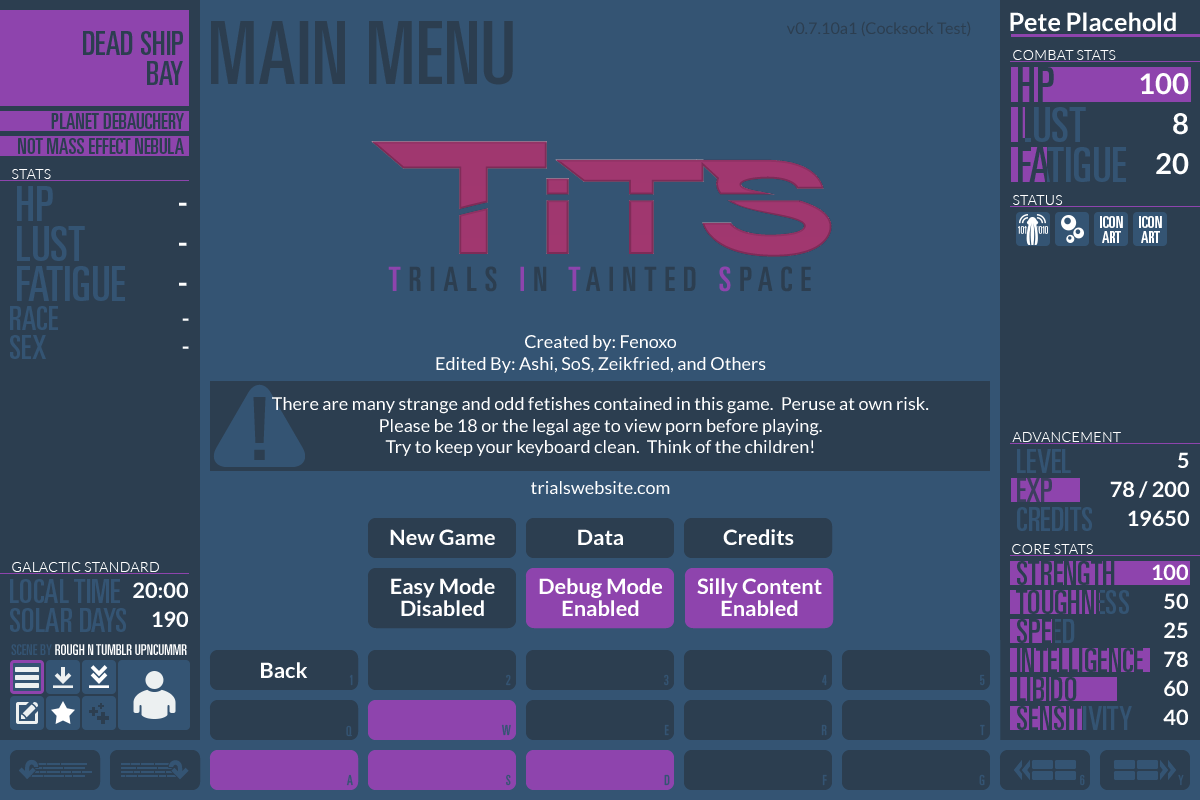 DEAD SHIP
BAY
PLANET DEBAUCHERY
NOT MASS EFFECT NEBULA
STATS
HP -
LUST -
FATIGUE -
RACE -
SEX -
GALACTIC STANDARD
LOCAL TIME 20:00
SOLAR DAYS 190
SCENE BY ROUGH N TUMBLR UPNCUMMR
MAIN MENU
v0.7.10a1 (Cocksock Test)
TiTS
TRIALS IN TAINTED SPACE
Created by: Fenoxo
Edited By: Ashi, SoS, Zeikfried, and Others
There are many strange and odd fetishes contained in this game.  Peruse at own risk.
Please be 18 or the legal age to view porn before playing.
Try to keep your keyboard clean.  Think of the children!
trialswebsite.com
New Game
Data
Credits
Easy Mode
Disabled
Debug Mode
Enabled
Silly Content
Enabled
Back 1
2
3
4
5
Q
W
E
R
T
A
S
D
F
G
Pete Placehold
COMBAT STATS
HP 100
LUST 8
FATIGUE 20
STATUS
101 010
ICON
ART
ICON
ART
ADVANCEMENT
LEVEL 5
EXP 78 / 200
CREDITS 19650
CORE STATS
STRENGTH 100
TOUGHNESS 50
SPEED 25
INTELLIGENCE 78
LIBIDO 60
SENSITIVITY 40
Y